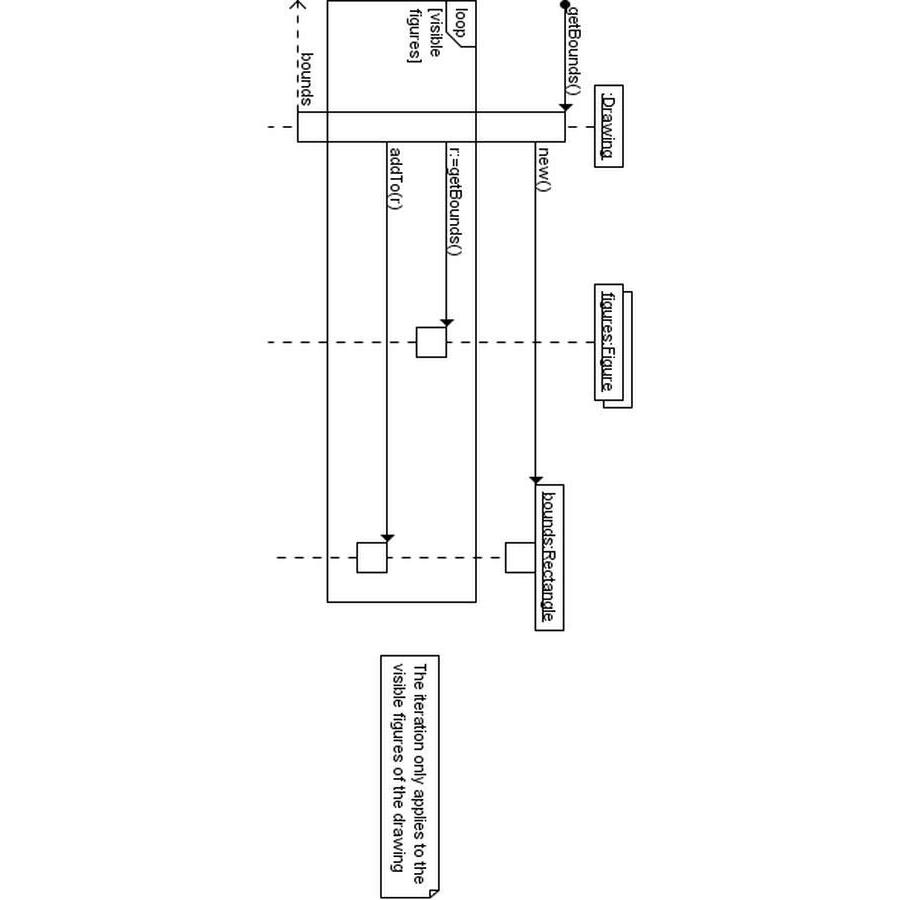 :Drawing
figures:Figure
getBounds()
bounds:Rectangle
new()
loop
[visible
figures]
r:=getBounds()
addTo(r)
The iteration only applies to the
visible figures of the drawing
bounds